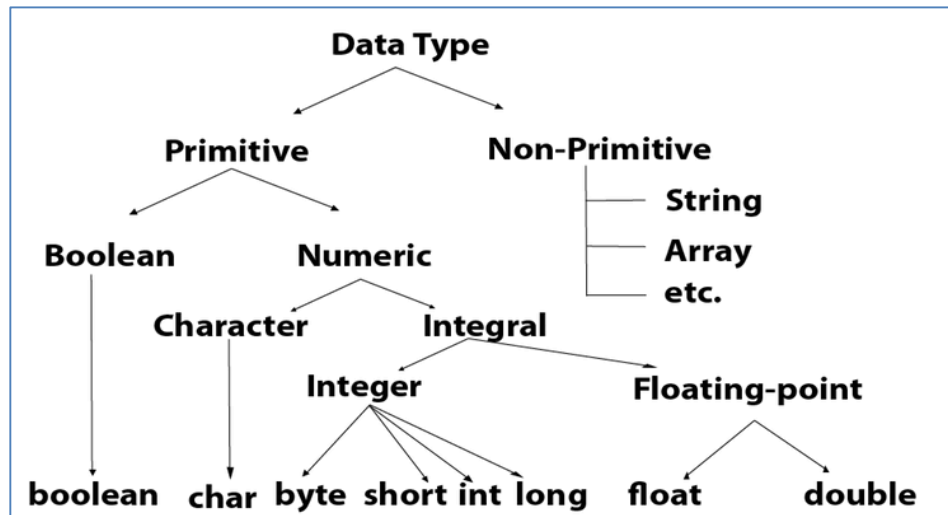 Data Type
Primitive
Non-Primitive
String
Boolean
Numeric
Array
etc.
Character
Integral
Integer
Floating-point
boolean char byte short int long float double